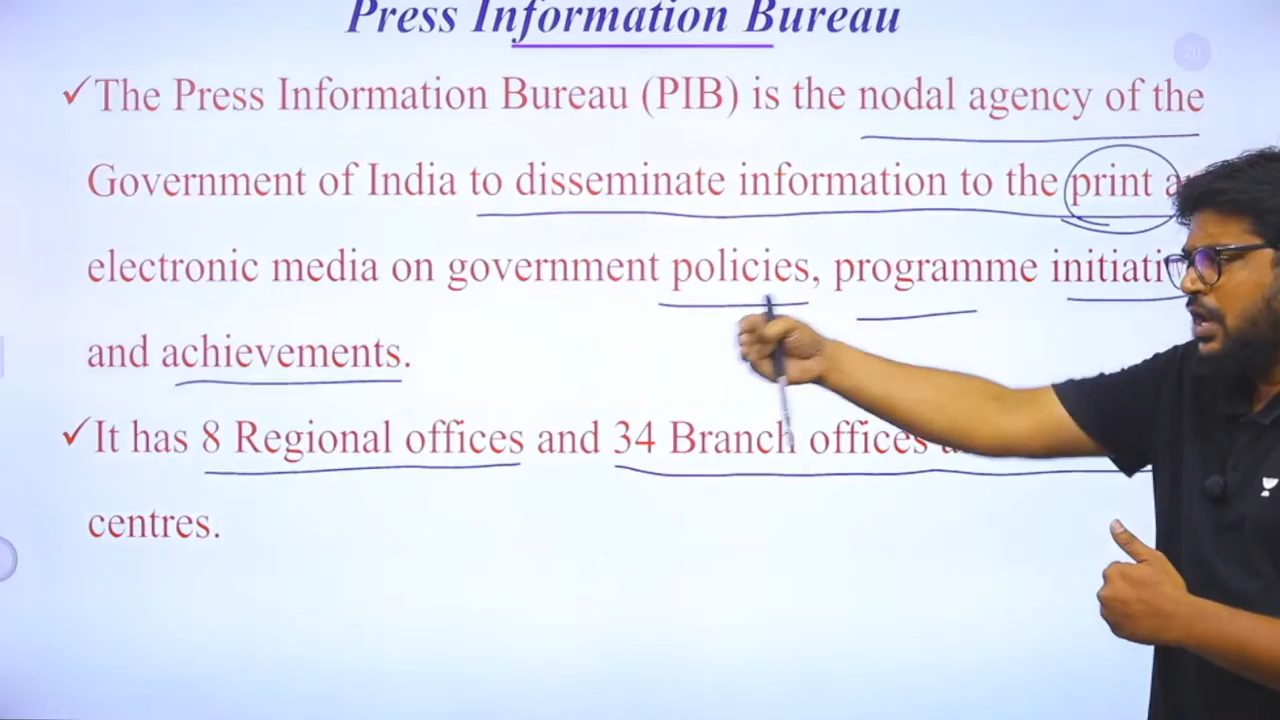 Press Information Bureau
20
✓The Press Information Bureau (PIB) is the nodal agency of the
Government of India to disseminate information to the print
electronic media on government policies, programme
and achievements.
✓It has 8 Regional offices and 34 Branch offices
centres.